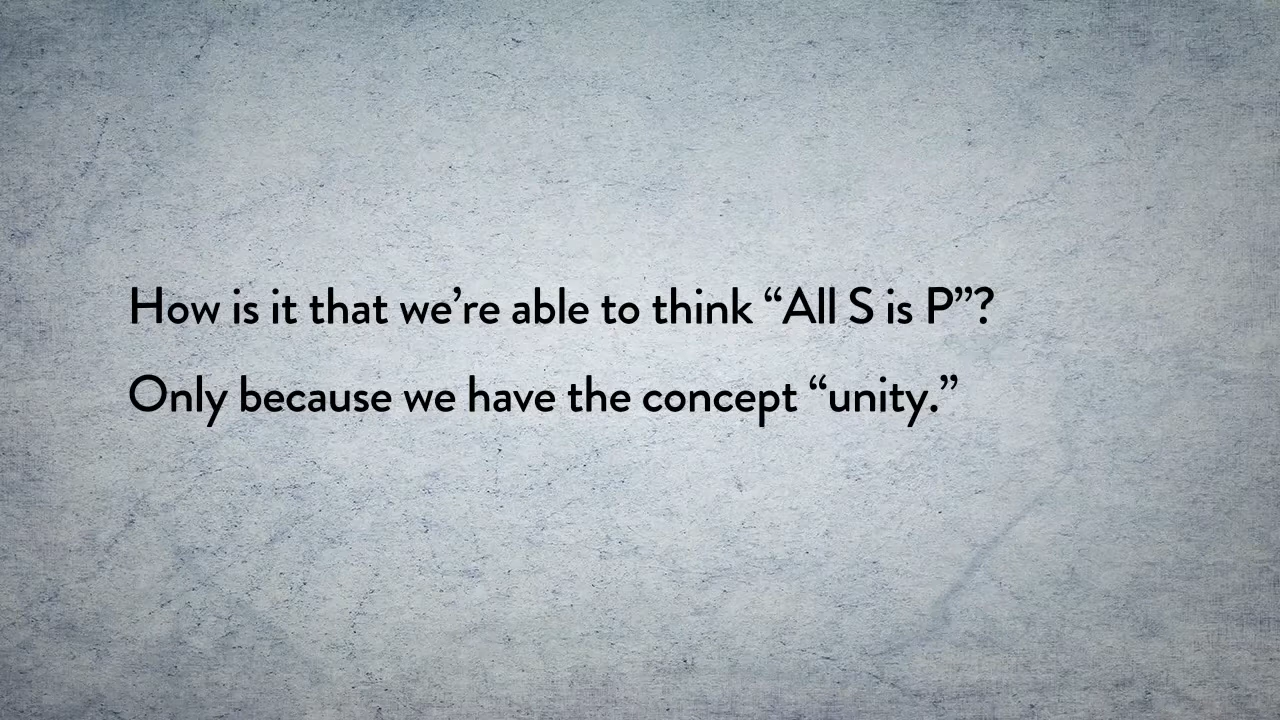 How is it that we’re able to think “All S is P”?
Only because we have the concept “unity.”